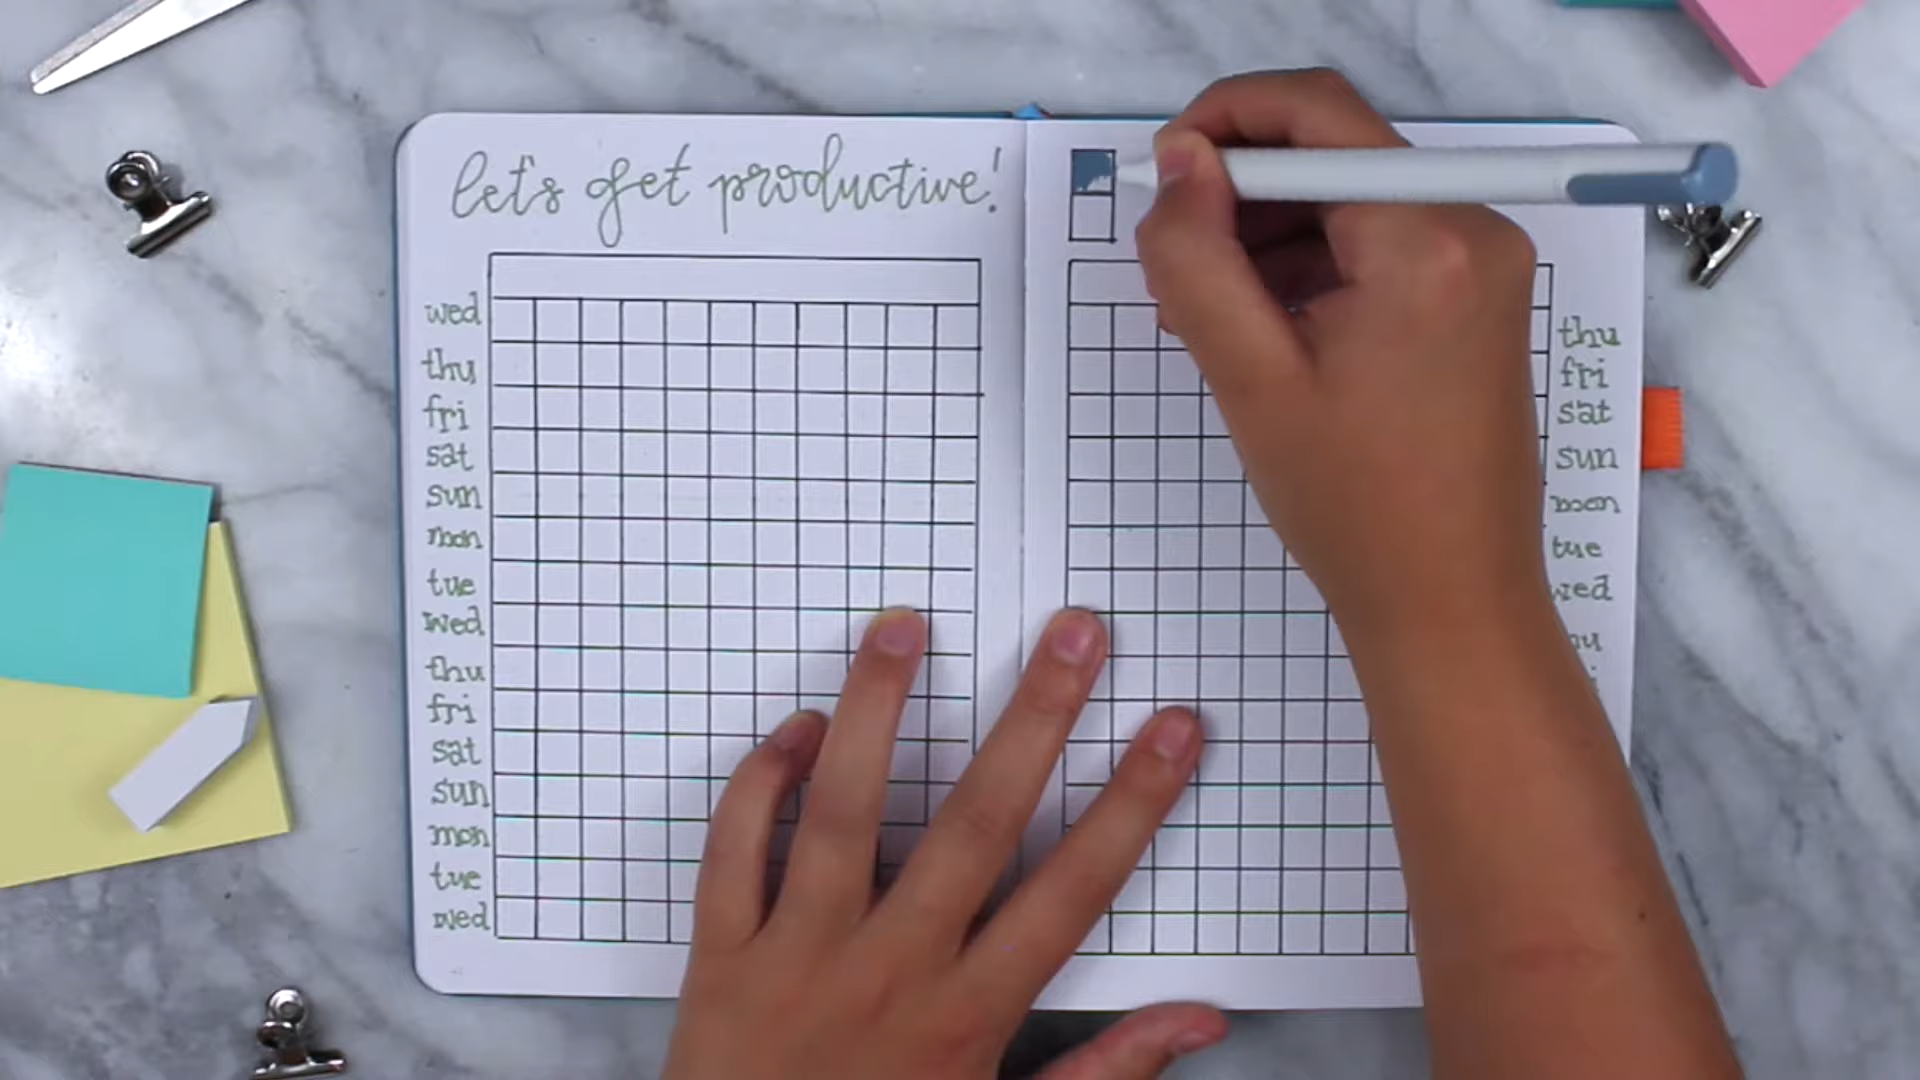 let's get productive!
wed
thu
fri
sat
sun
mon
tue
wed
thu
fri
sat
sun
mon
tue
wed
thu
fri
sat
sun
mon
tue
wed